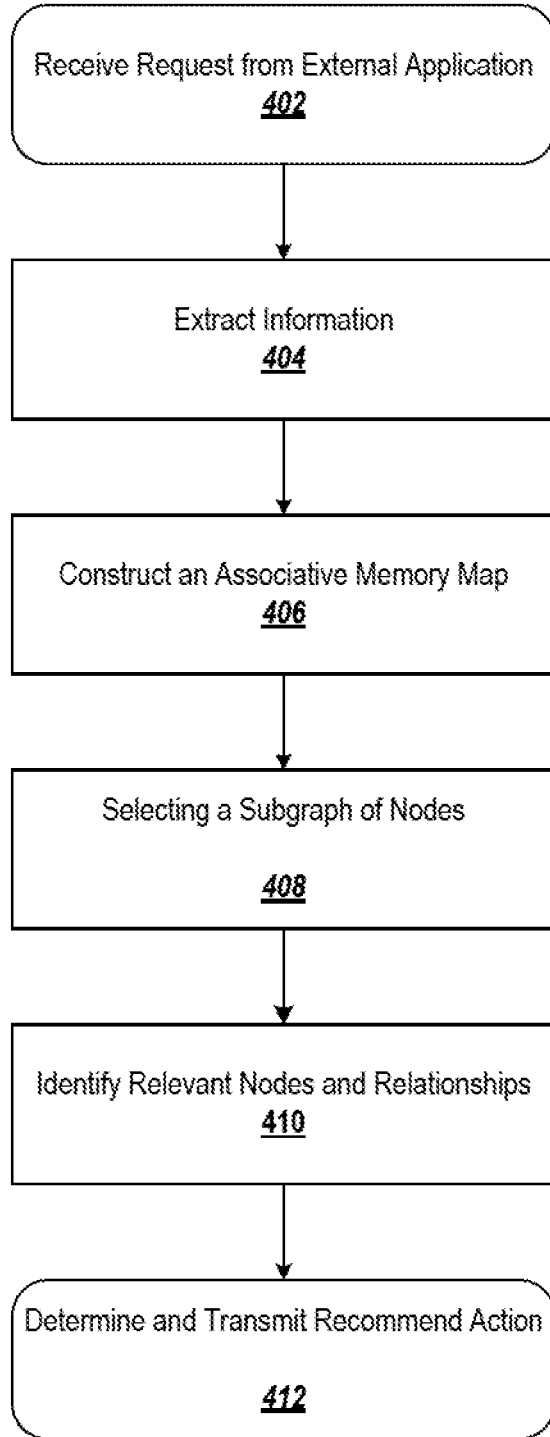 Receive Request from External Application
402
Extract Information
404
Construct an Associative Memory Map
406
Selecting a Subgraph of Nodes
408
Identify Relevant Nodes and Relationships
410
Determine and Transmit Recommend Action
412